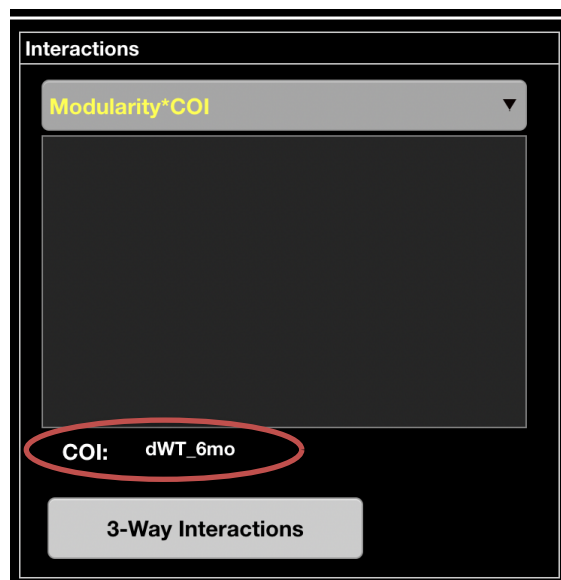 Interactions
Modularity*COI
COI: dWT_6mo
3-Way Interactions